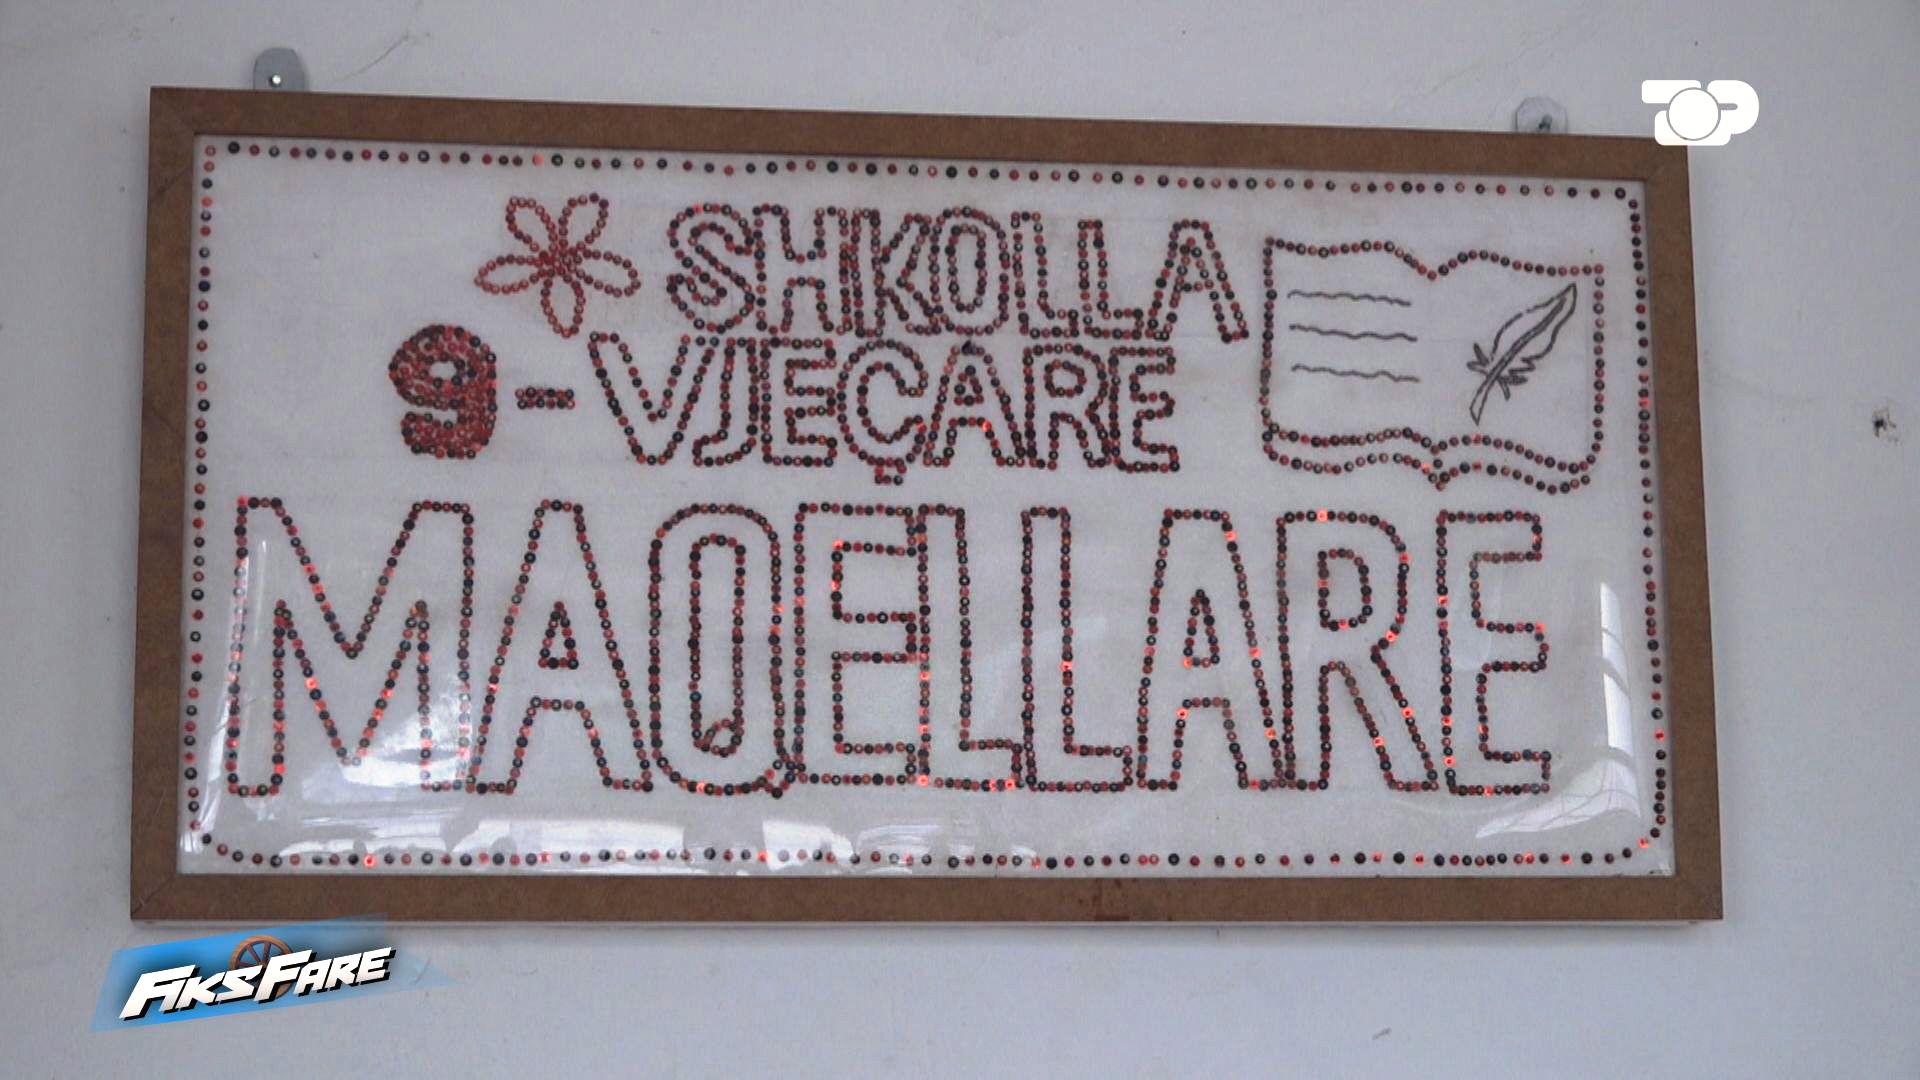 TOP
SHKOLLA
9-VJEÇARE
MAQELLARE
FIKSFARE